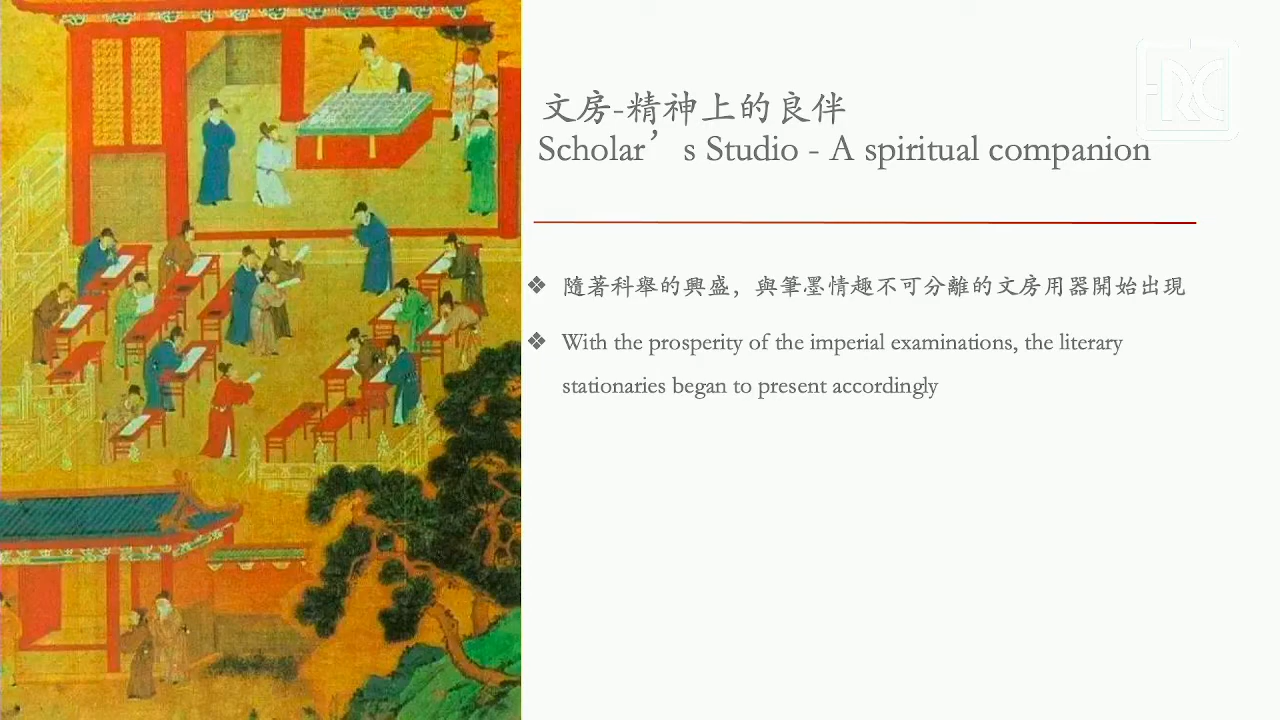 文房-精神上的良伴
Scholar’s Studio - A spiritual companion
❖ 隨著科舉的興盛，與筆墨情趣不可分離的文房用器開始出現
❖ With the prosperity of the imperial examinations, the literary
stationaries began to present accordingly